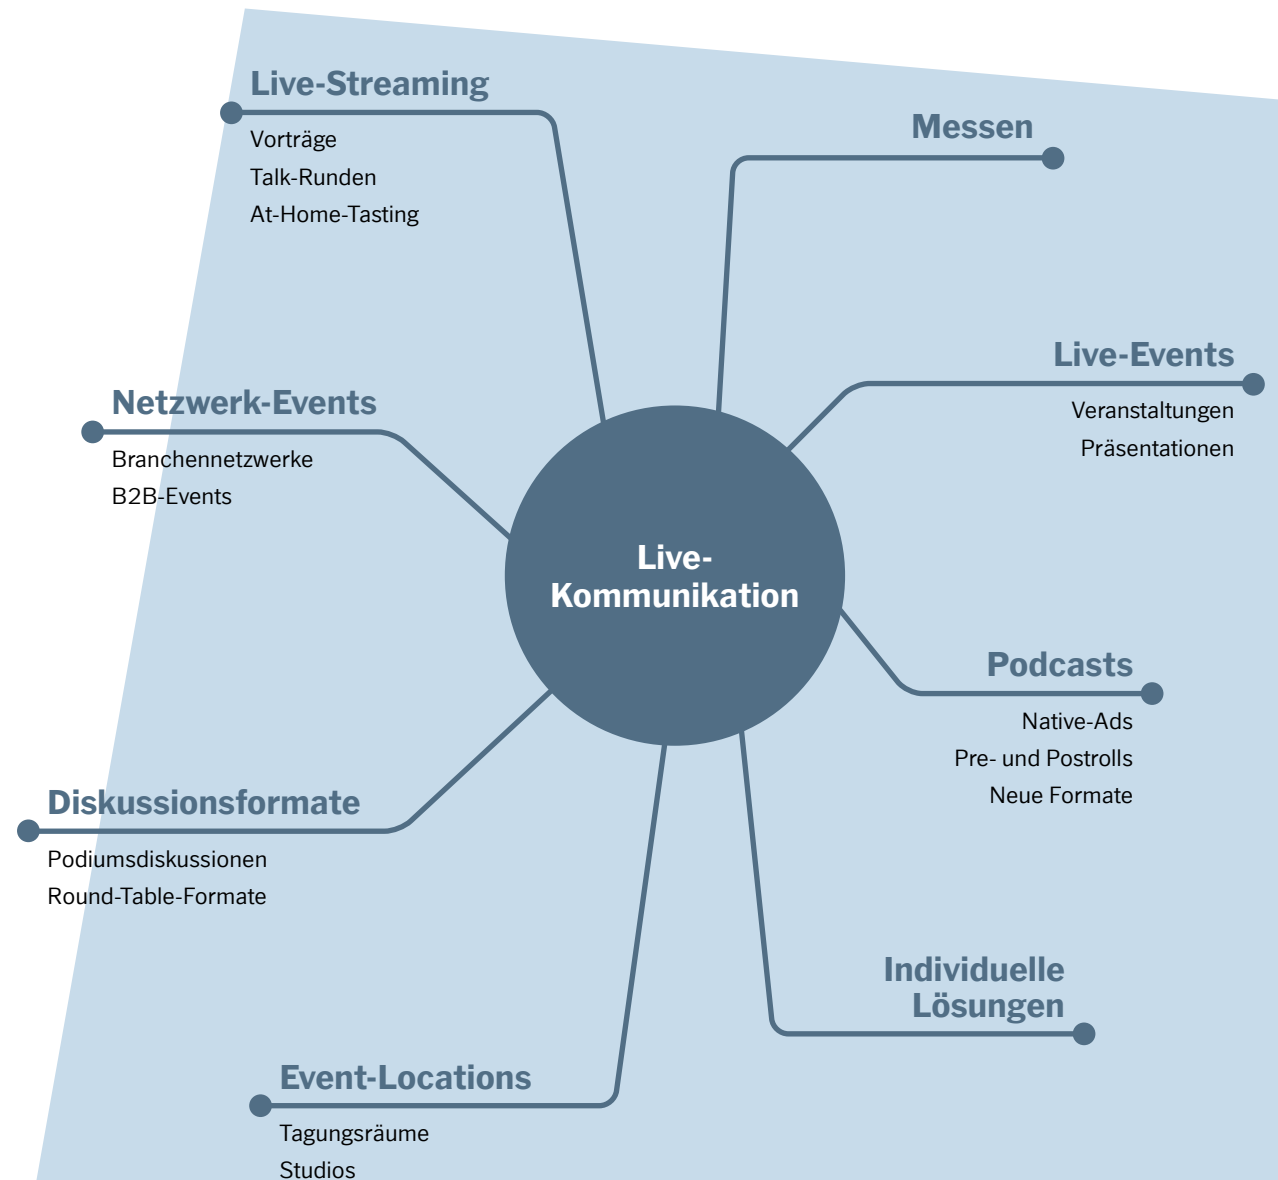 Live-Streaming
Vorträge
Talk-Runden
At-Home-Tasting
Messen
Live-Events
Veranstaltungen
Präsentationen
Netzwerk-Events
Branchennetzwerke
B2B-Events
Live-
Kommunikation
Podcasts
Native-Ads
Pre- und Postrolls
Neue Formate
Diskussionsformate
Podiumsdiskussionen
Round-Table-Formate
Individuelle
Lösungen
Event-Locations
Tagungsräume
Studios